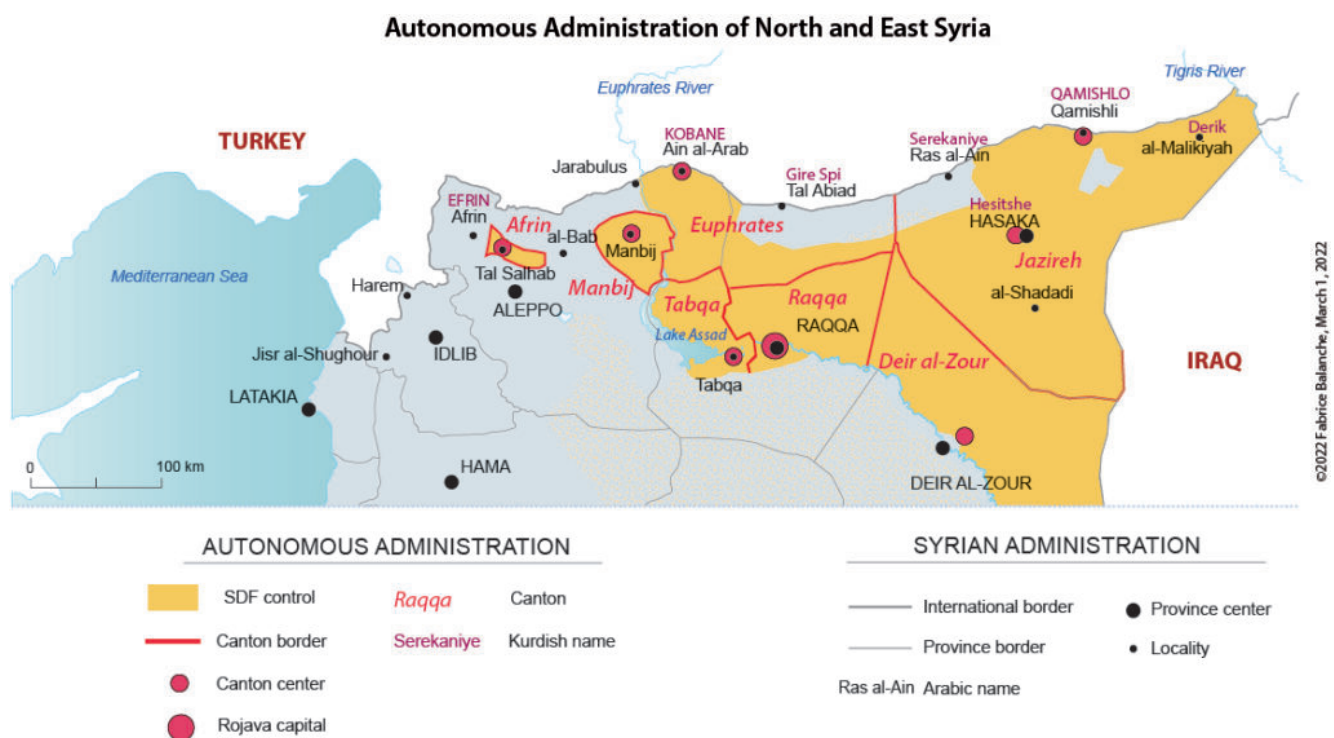 Autonomous Administration of North and East Syria
Tigris River
Euphrates River
QAMISHLO
Qamishli
TURKEY
KOBANE
Ain al-Arab
Serekaniye
Ras al-Ain
Derik
al-Malikiyah
Jarabulus
Gire Spi
Tal Abiad
EFRIN
Afrin
Afrin
al-Bab
Manbij
Euphrates
Hesitshe
HASAKA
Mediterranean Sea
Tal Salhab
Jazireh
Harem
ALEPPO
Manbij
Tabqa
Raqqa
al-Shadadi
RAQQA
IDLIB
Lake Assad
Jisr al-Shughour
Deir al-Zour
IRAQ
Tabqa
LATAKIA
0
100 km
HAMA
DEIR AL-ZOUR
©2022 Fabrice Balanche, March 1, 2022
AUTONOMOUS ADMINISTRATION
SDF control
Raqqa
Canton
Canton border
Serekaniye
Kurdish name
Canton center
Rojava capital
SYRIAN ADMINISTRATION
International border
Province center
Province border
Locality
Ras al-Ain
Arabic name